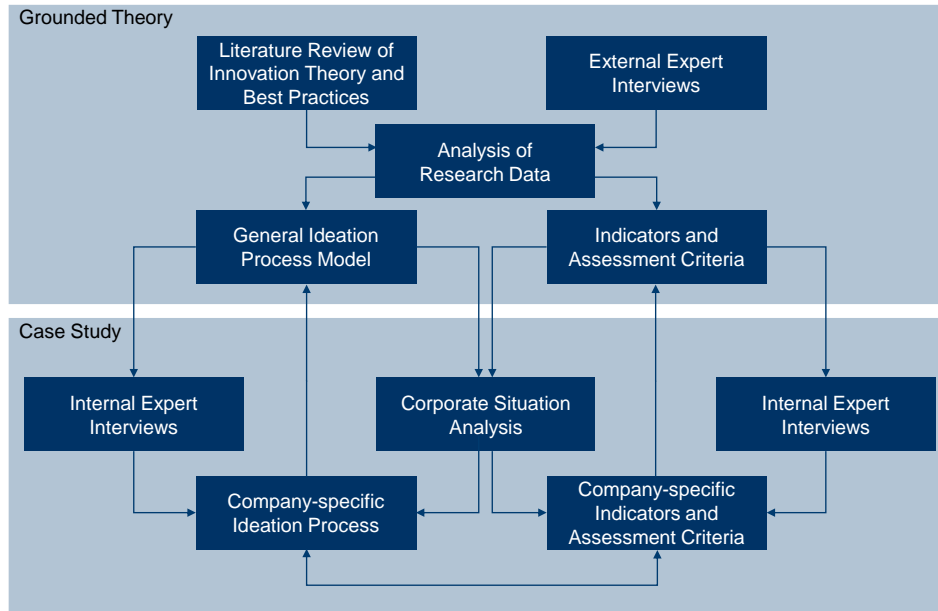 Grounded Theory
Literature Review of
Innovation Theory and
Best Practices
External Expert
Interviews
Analysis of
Research Data
General Ideation
Process Model
Indicators and
Assessment Criteria
Case Study
Internal Expert
Interviews
Corporate Situation
Analysis
Internal Expert
Interviews
Company-specific
Ideation Process
Company-specific
Indicators and
Assessment Criteria